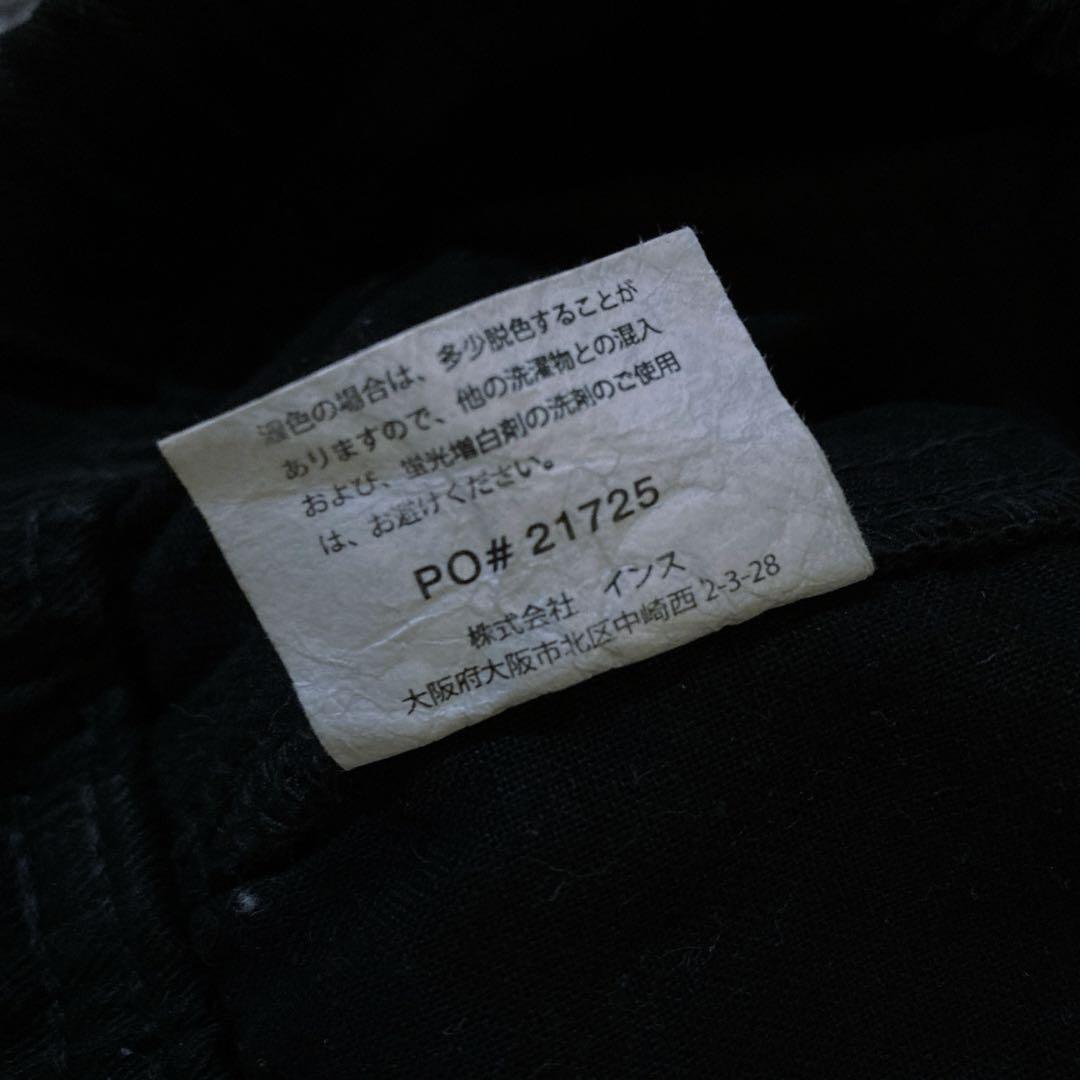 濃色の場合は、多少脱色することが
ありますので、他の洗濯物との混入
および、蛍光増白剤の洗剤のご使用
は、お避けください。
PO# 21725
株式会社 インス
大阪府大阪市北区中崎西 2-3-28